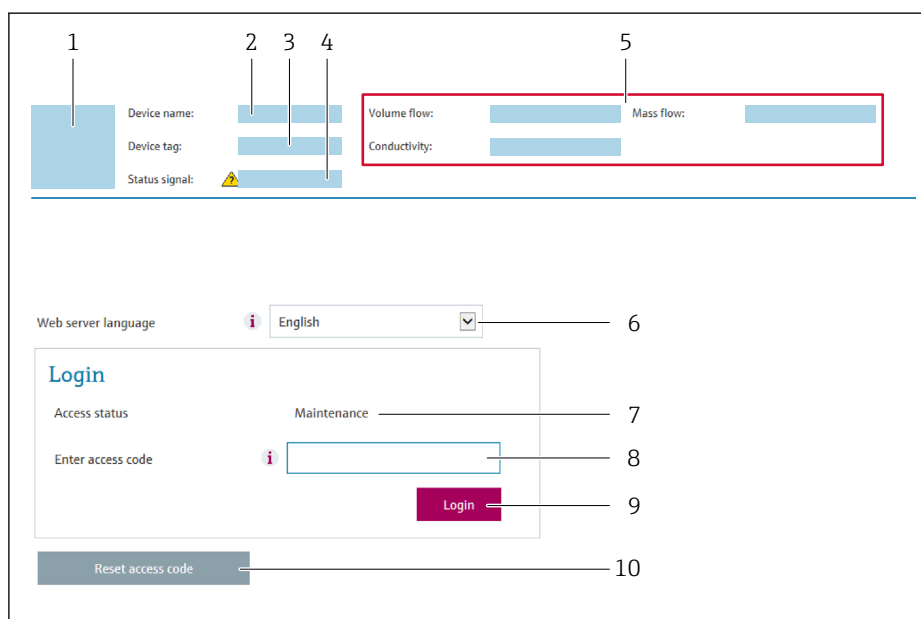 1 2 3 4 5
Device name: Volume flow: Mass flow:
Device tag: Conductivity:
Status signal: ?
Web server language i English 6
Login
Access status Maintenance 7
Enter access code i 8
Login 9
Reset access code 10